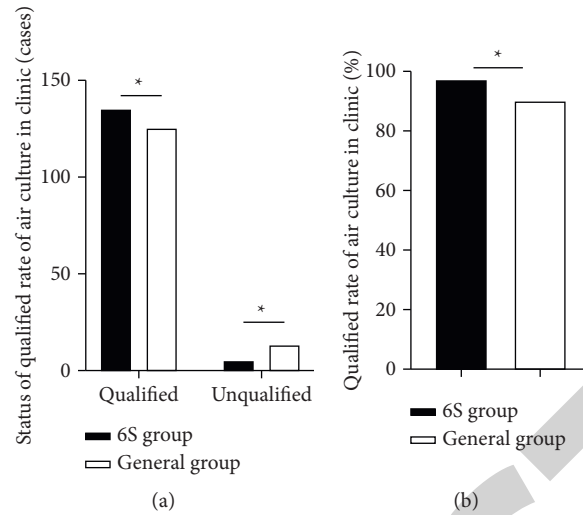 Status of qualified rate of air culture in clinic (cases)
150
100
50
0
*
*
Qualified
Unqualified
6S group
General group
(a)
Qualified rate of air culture in clinic (%)
100
80
60
40
20
0
*
6S group
General group
(b)